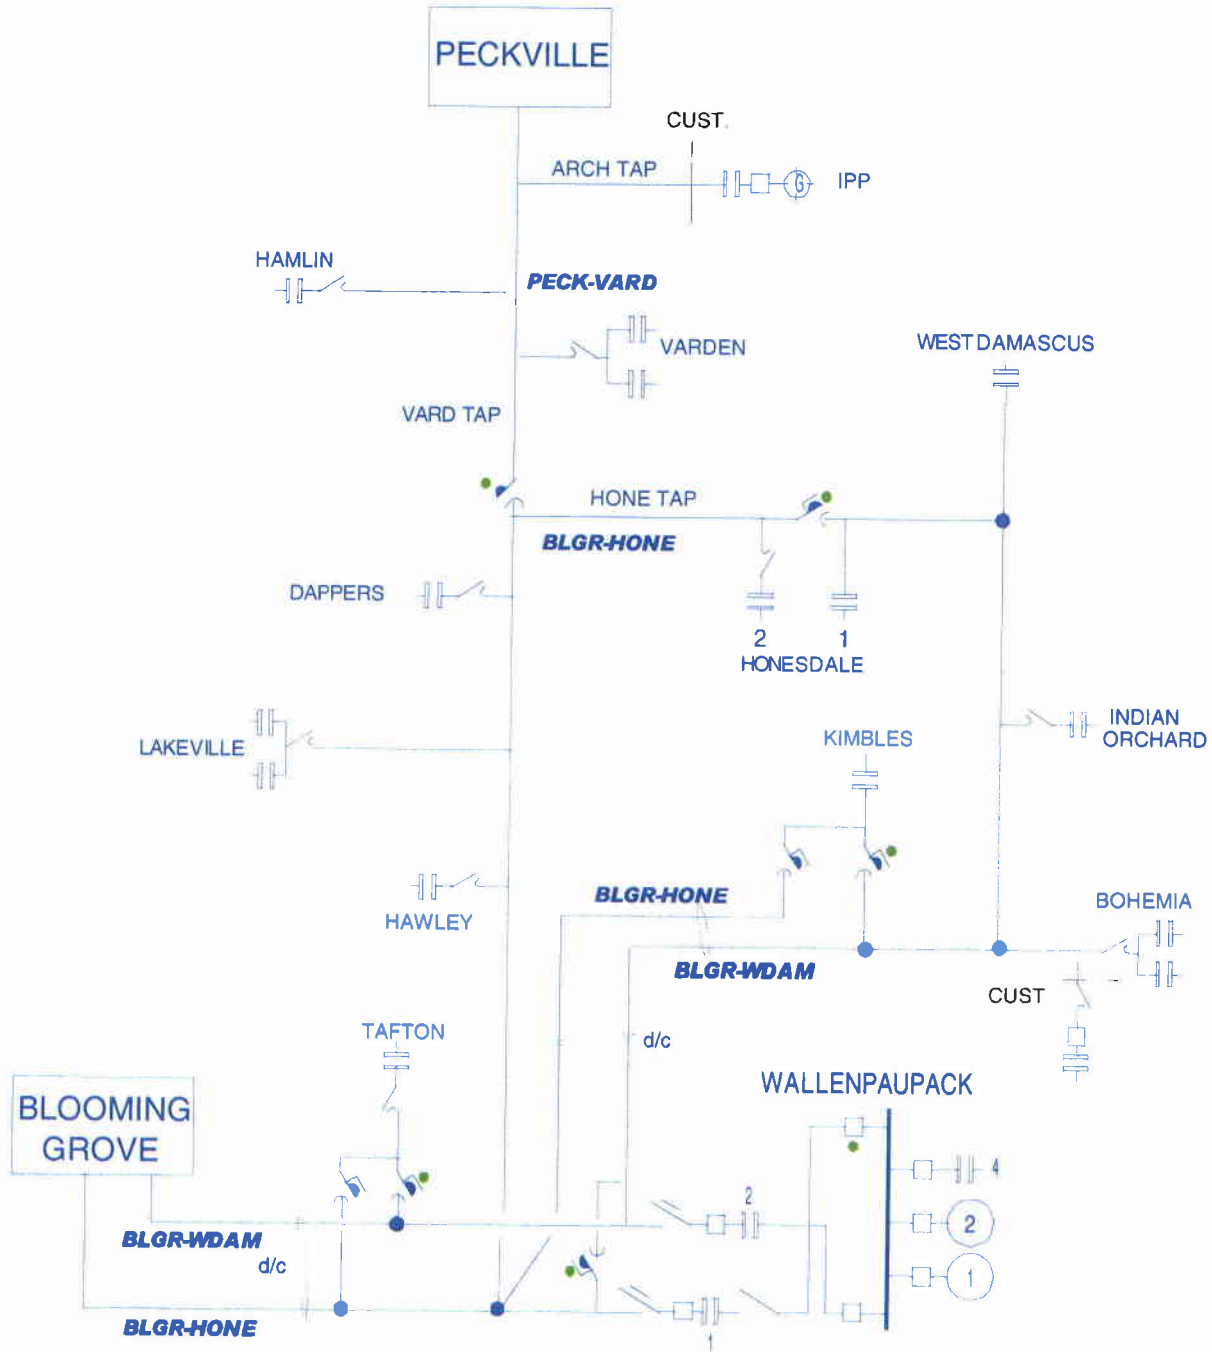 PECKVILLE
CUST.
ARCH TAP
G
IPP
HAMLIN
PECK-VARD
VARDEN
WEST DAMASCUS
VARD TAP
HONE TAP
BLGR-HONE
DAPPERS
2
1
HONESDALE
INDIAN
ORCHARD
LAKEVILLE
KIMBLES
BLGR-HONE
HAWLEY
BOHEMIA
BLGR-WDAM
CUST
TAFTON
d/c
WALLENPAUPACK
BLOOMING
GROVE
4
2
2
BLGR-WDAM
d/c
1
BLGR-HONE
1